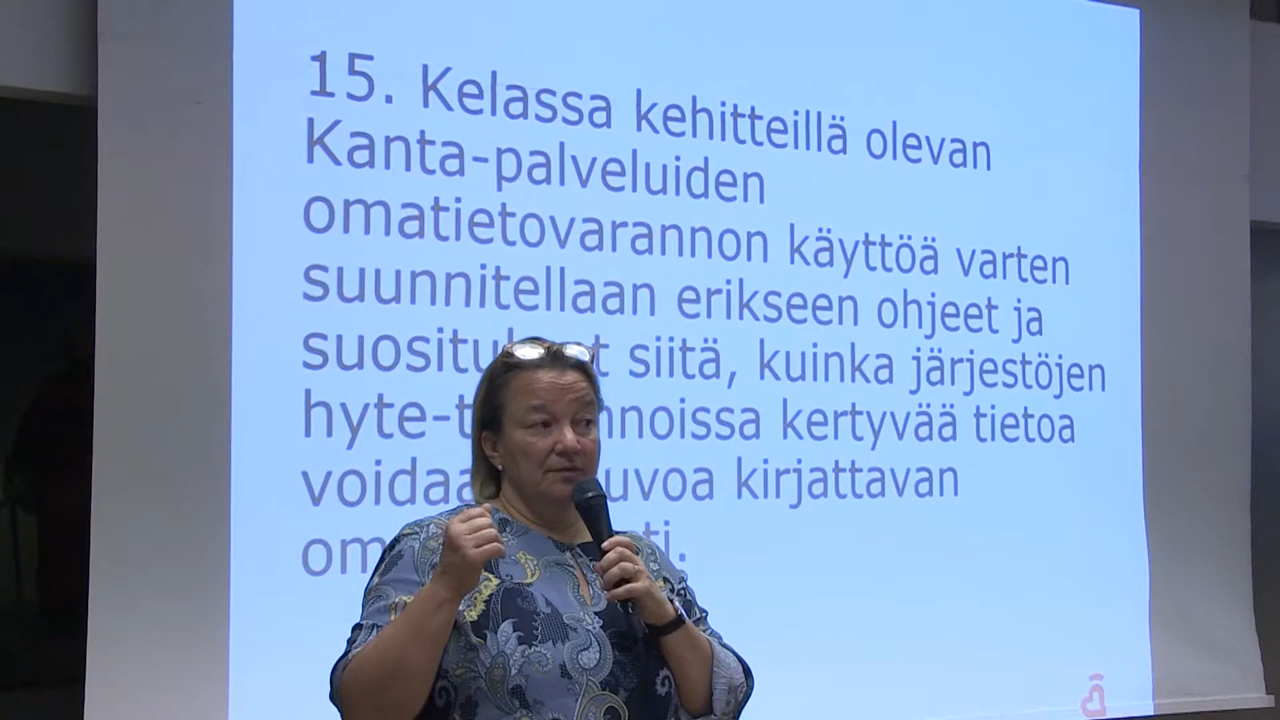 15. Kelassa kehitteillä olevan
Kanta-palveluiden
omatietovarannon käyttöä varten
suunnitellaan erikseen ohjeet ja
siitä, kuinka järjestöjen
kertyvää tietoa
kirjattavan